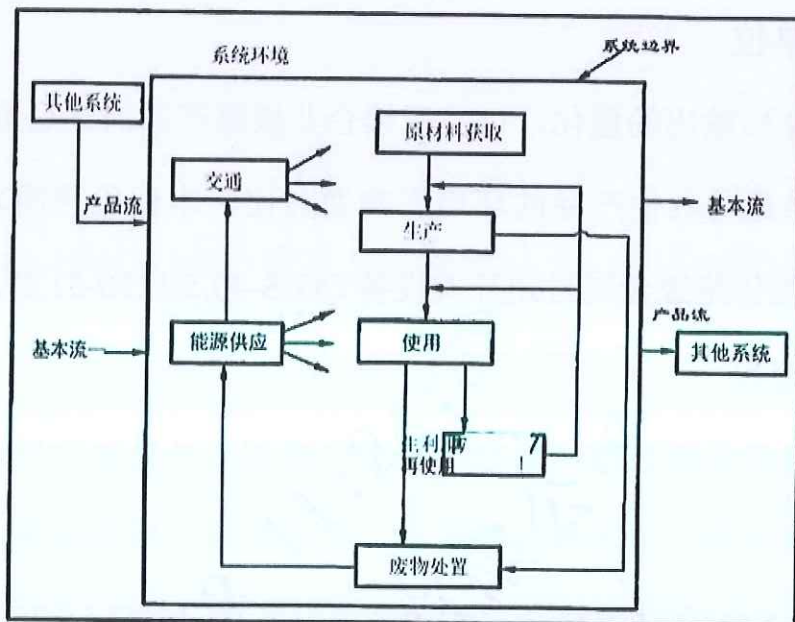 系统环境
系统边界
其他系统
原材料获取
交通
产品流
基本流
生产
产品流
基本流
能源供应
使用
其他系统
再使用
废物处置